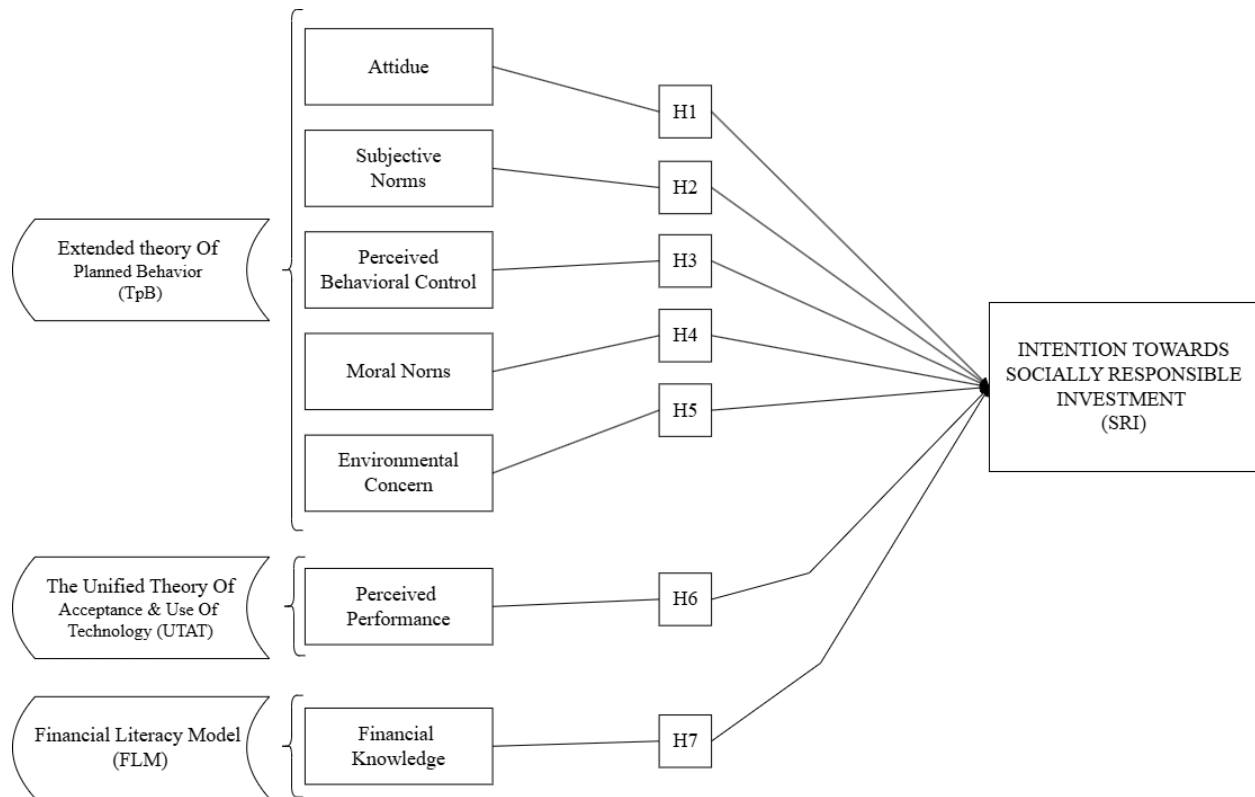 Attidue
H1
Subjective
Norms
H2
Extended theory Of
Planned Behavior
(TpB)
Perceived
Behavioral Control
H3
Moral Norns
H4
Environmental
Concern
H5
INTENTION TOWARDS
SOCIALLY RESPONSIBLE
INVESTMENT
(SRI)
The Unified Theory Of
Acceptance & Use Of
Technology (UTAT)
Perceived
Performance
H6
Financial Literacy Model
(FLM)
Financial
Knowledge
H7